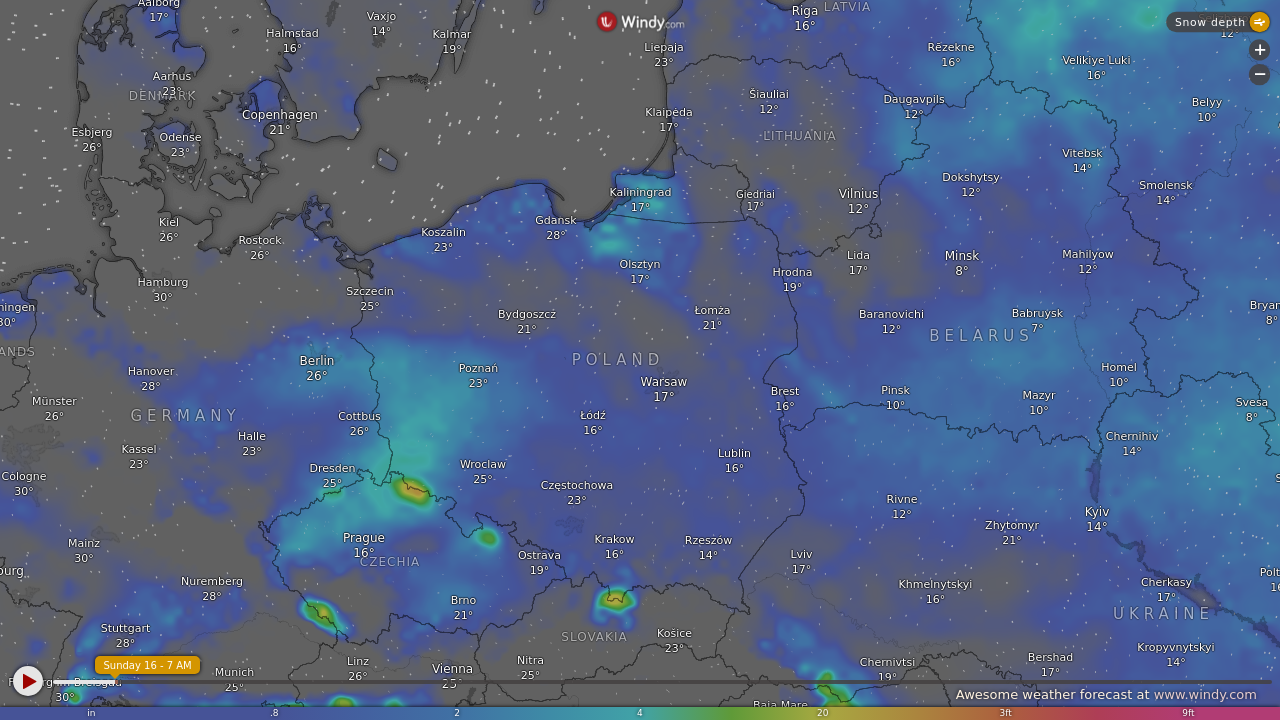 Aalborg
17°
Halmstad
16°
Vaxjo
14°
Kalmar
19°
Windy.com
Riga
16°
LATVIA
Liepaja
23°
Rēzekne
16°
Velikiye Luki
16°
Snow depth
12°
+
−
Aarhus
23°
DENMARK
Copenhagen
21°
Esbjerg
26°
Odense
23°
Klaipėda
17°
Šiauliai
12°
LITHUANIA
Daugavpils
12°
Belyy
10°
Vitebsk
14°
Smolensk
14°
Kaliningrad
17°
Giedriai
17°
Vilnius
12°
Dokshytsy
12°
Kiel
26°
Rostock
26°
Koszalin
23°
Gdansk
28°
Olsztyn
17°
Hrodna
19°
Lida
17°
Minsk
8°
Mahilyow
12°
Hamburg
30°
Szczecin
25°
Bydgoszcz
21°
Łomża
21°
Baranovichi
12°
Babruysk
7°
BELARUS
ningen
30°
8°
ANDS
Hanover
28°
Berlin
26°
Poznań
23°
POLAND
Warsaw
17°
Brest
16°
Pinsk
10°
Mazyr
10°
Homel
10°
Svesa
8°
Münster
26°
GERMANY
Cottbus
26°
Łódź
16°
Halle
23°
Kassel
23°
Cologne
30°
Dresden
25°
Wroclaw
25°
Częstochowa
23°
Lublin
16°
Chernihiv
14°
Rivne
12°
Kyiv
14°
Zhytomyr
21°
Mainz
30°
Prague
16°
CZECHIA
Ostrava
19°
Krakow
16°
Rzeszów
14°
Lviv
17°
Nuremberg
28°
Brno
21°
Khmelnytskyi
16°
Cherkasy
17°
UKRAINE
Stuttgart
28°
SLOVAKIA
Košice
23°
Sunday 16 - 7 AM
Munich
25°
Linz
26°
Vienna
25°
Nitra
25°
Chernivtsi
19°
Bershad
17°
Kropyvnytskyi
14°
30°
Baia Mare
Awesome weather forecast at www.windy.com
in .8 2 4 20 3ft 9ft